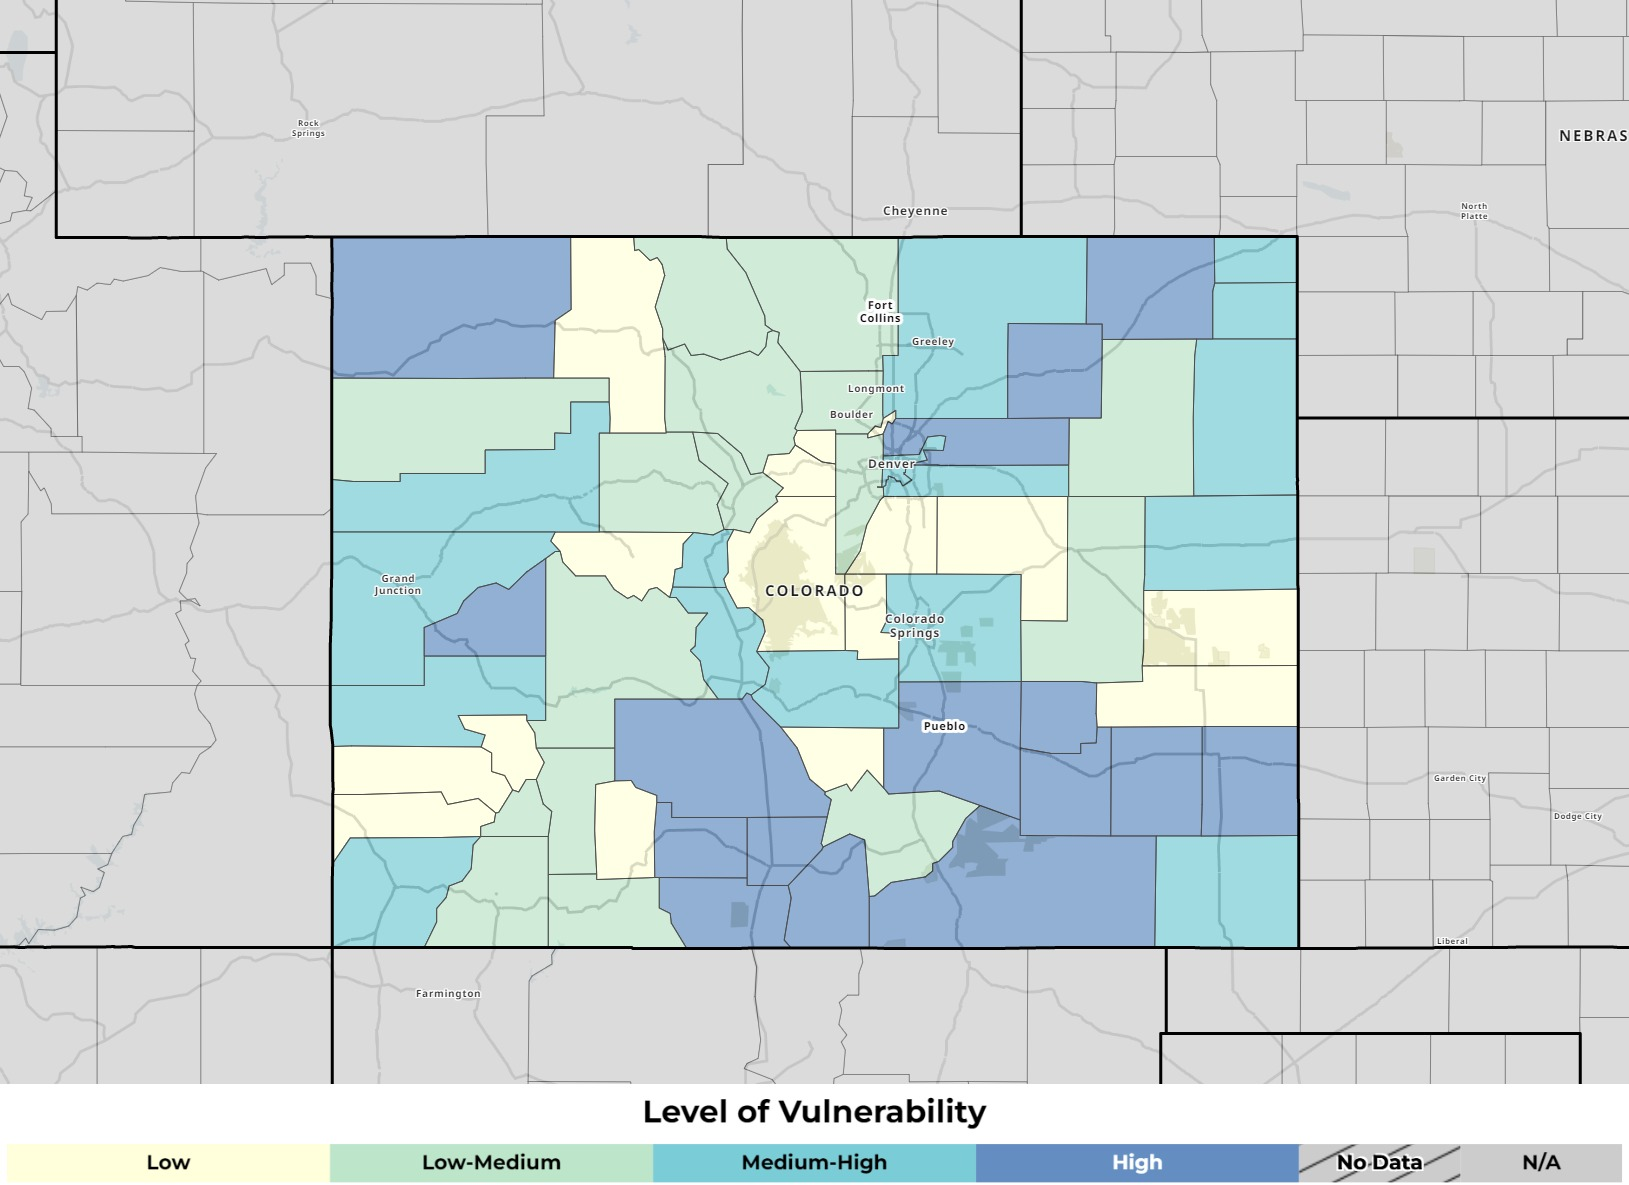 Rock
Springs
NEBRAS
North
Platte
Cheyenne
Fort
Collins
Greeley
Longmont
Boulder
Denver
Grand
Junction
COLORADO
Colorado
Springs
Pueblo
Garden City
Dodge City
Liberal
Farmington
Level of Vulnerability
Low
Low-Medium
Medium-High
High
No Data
N/A